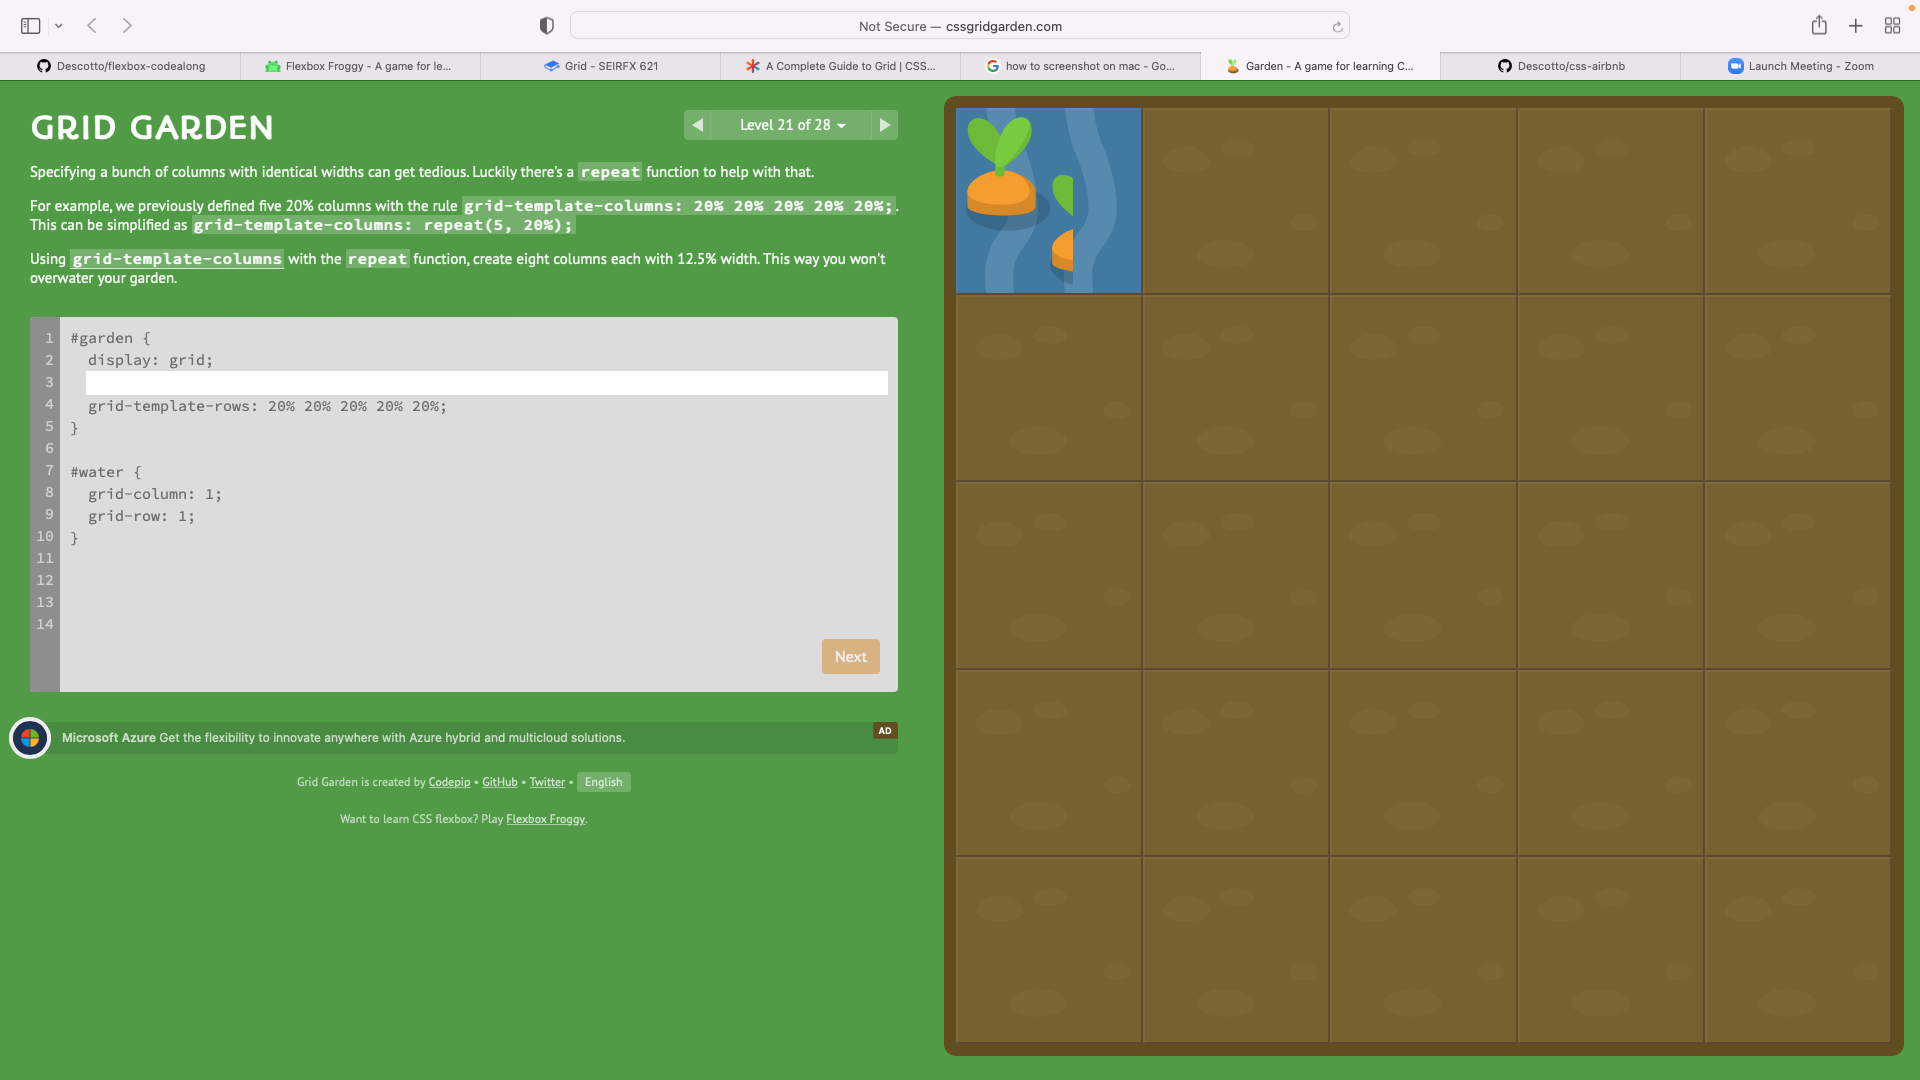 Not Secure — cssgridgarden.com
Descotto/flexbox-codealong
Flexbox Froggy - A game for le...
Grid - SEIRFX 621
A Complete Guide to Grid | CSS...
how to screenshot on mac - Go...
Garden - A game for learning C...
Descotto/css-airbnb
Launch Meeting - Zoom
GRID GARDEN
Level 21 of 28
Specifying a bunch of columns with identical widths can get tedious. Luckily there's a repeat function to help with that.
For example, we previously defined five 20% columns with the rule grid-template-columns: 20% 20% 20% 20% 20%;.
This can be simplified as grid-template-columns: repeat(5, 20%);
Using grid-template-columns with the repeat function, create eight columns each with 12.5% width. This way you won't
overwater your garden.
1 #garden {
2 display: grid;
3
4 grid-template-rows: 20% 20% 20% 20% 20%;
5 }
6
7 #water {
8 grid-column: 1;
9 grid-row: 1;
10 }
11
12
13
14
Next
Microsoft Azure Get the flexibility to innovate anywhere with Azure hybrid and multicloud solutions.
AD
Grid Garden is created by Codepip • GitHub • Twitter • English
Want to learn CSS flexbox? Play Flexbox Froggy.